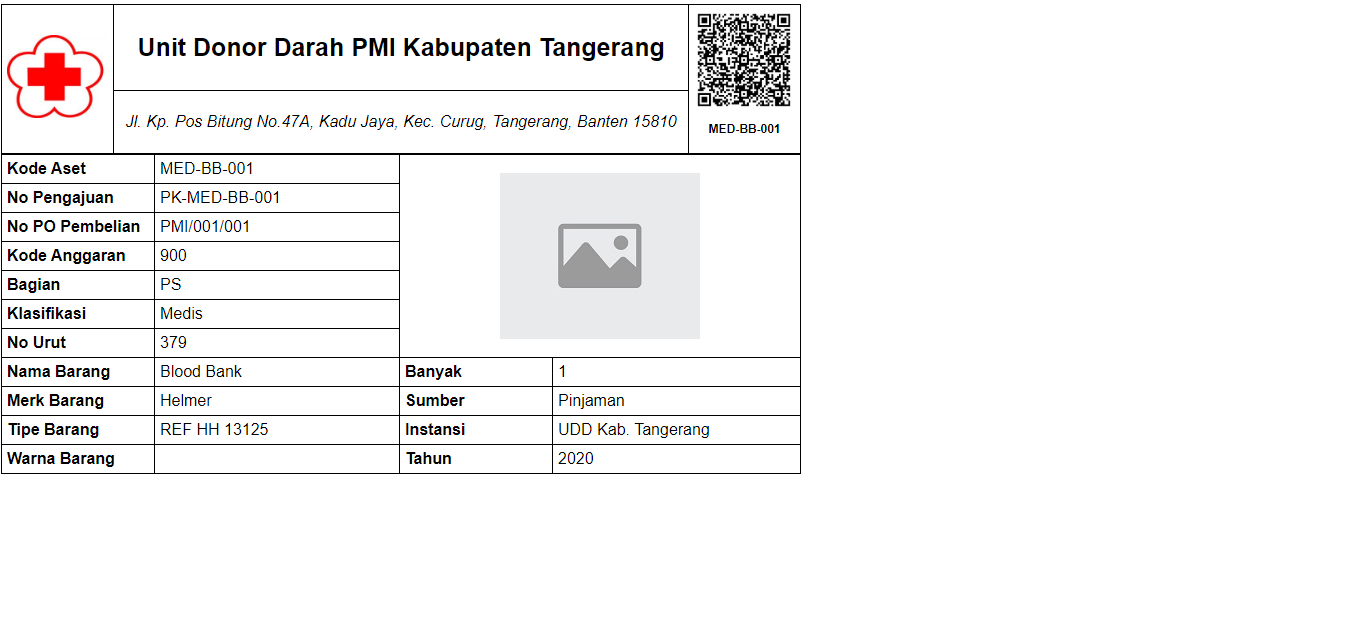 Unit Donor Darah PMI Kabupaten Tangerang
Jl. Kp. Pos Bitung No.47A, Kadu Jaya, Kec. Curug, Tangerang, Banten 15810
MED-BB-001
Kode Aset MED-BB-001
No Pengajuan PK-MED-BB-001
No PO Pembelian PMI/001/001
Kode Anggaran 900
Bagian PS
Klasifikasi Medis
No Urut 379
Nama Barang Blood Bank Banyak 1
Merk Barang Helmer Sumber Pinjaman
Tipe Barang REF HH 13125 Instansi UDD Kab. Tangerang
Warna Barang Tahun 2020